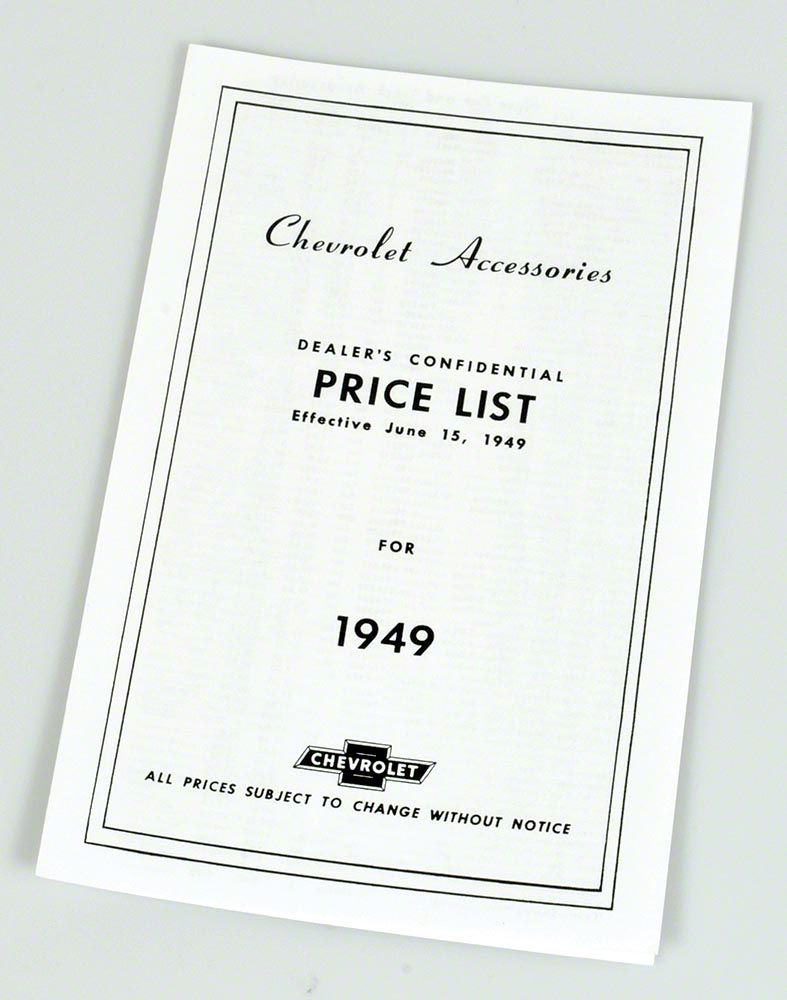 Chevrolet Accessories
DEALER'S CONFIDENTIAL
PRICE LIST
Effective June 15, 1949
FOR
1949
CHEVROLET
ALL PRICES SUBJECT TO CHANGE WITHOUT NOTICE